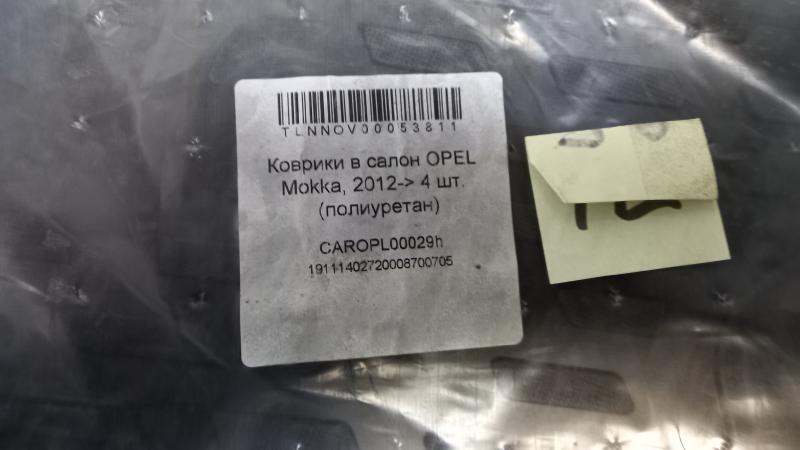 TLNNOV00053811
Коврики в салон OPEL
Mokka, 2012-> 4 шт.
(полиуретан)
CAROPL00029h
19111402720008700705